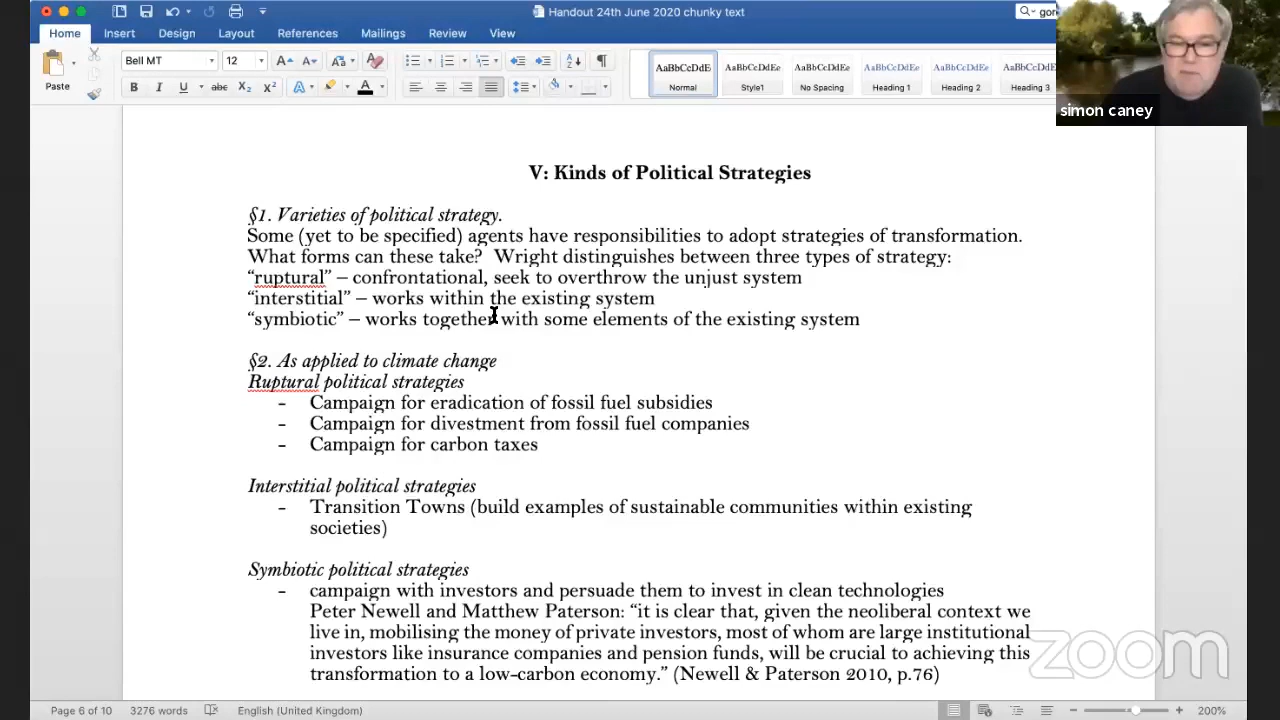 Handout 24th June 2020 chunky text
gor
Home Insert Design Layout References Mailings Review View
Paste
Bell MT 12
B I U abc X₂ X²
AaBbCcDdE AaBbCcDdEe AaBbCcDdEe AaBbCcDdEe AaBbCcDdEe AaBbCcDdEe
Normal Style1 No Spacing Heading 1 Heading 2 Heading 3
simon caney
V: Kinds of Political Strategies
§1. Varieties of political strategy.
Some (yet to be specified) agents have responsibilities to adopt strategies of transformation.
What forms can these take? Wright distinguishes between three types of strategy:
“ruptural” – confrontational, seek to overthrow the unjust system
“interstitial” – works within the existing system
“symbiotic” – works together with some elements of the existing system
§2. As applied to climate change
Ruptural political strategies
- Campaign for eradication of fossil fuel subsidies
- Campaign for divestment from fossil fuel companies
- Campaign for carbon taxes
Interstitial political strategies
- Transition Towns (build examples of sustainable communities within existing
societies)
Symbiotic political strategies
- campaign with investors and persuade them to invest in clean technologies
Peter Newell and Matthew Paterson: “it is clear that, given the neoliberal context we
live in, mobilising the money of private investors, most of whom are large institutional
investors like insurance companies and pension funds, will be crucial to achieving this
transformation to a low-carbon economy.” (Newell & Paterson 2010, p.76)
zoom
Page 6 of 10 3276 words English (United Kingdom) 200%